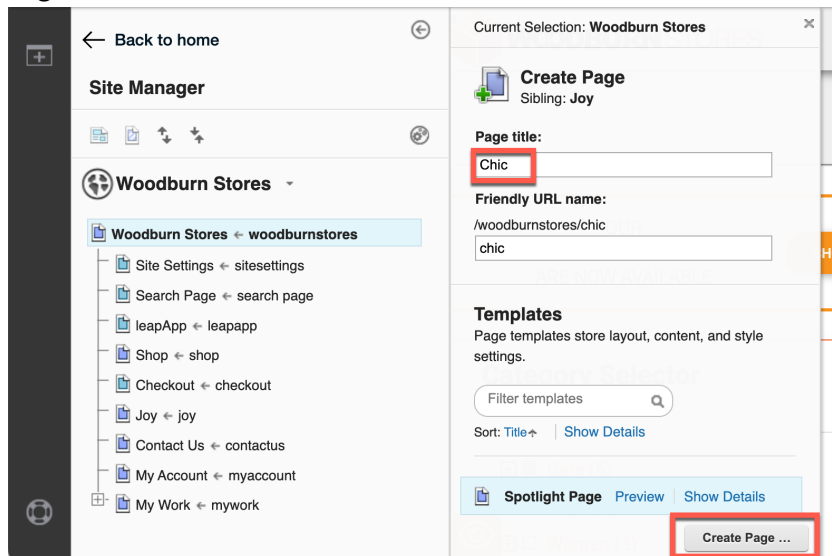 ← Back to home
Site Manager
Woodburn Stores
Woodburn Stores ← woodburnstores
Site Settings ← sitesettings
Search Page ← search page
leapApp ← leapapp
Shop ← shop
Checkout ← checkout
Joy ← joy
Contact Us ← contactus
My Account ← myaccount
My Work ← mywork
Current Selection: Woodburn Stores
Create Page
Sibling: Joy
Page title:
Chic
Friendly URL name:
/woodburnstores/chic
chic
Templates
Page templates store layout, content, and style
settings.
Category Selector
Filter templates
Sort: Title Show Details
Spotlight Page Preview Show Details
Create Page ...